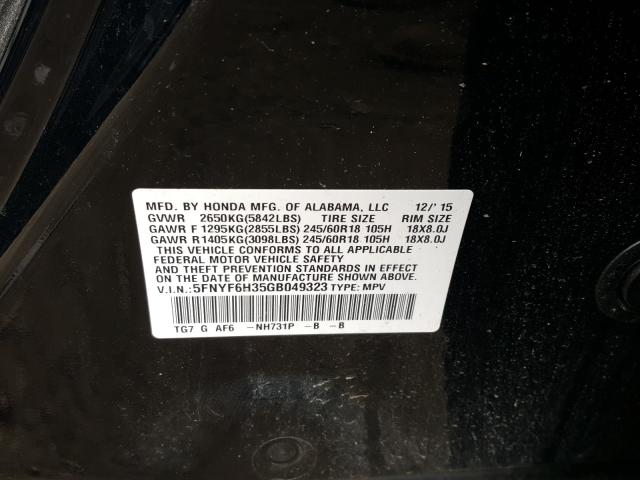 MFD. BY HONDA MFG. OF ALABAMA, LLC 12/'15
GVWR 2650KG(5842LBS) TIRE SIZE RIM SIZE
GAWR F 1295KG(2855LBS) 245/60R18 105H 18X8.0J
GAWR R 1405KG(3098LBS) 245/60R18 105H 18X8.0J
THIS VEHICLE CONFORMS TO ALL APPLICABLE
FEDERAL MOTOR VEHICLE SAFETY
AND THEFT PREVENTION STANDARDS IN EFFECT
ON THE DATE OF MANUFACTURE SHOWN ABOVE.
V.I.N.:5FNYF6H35GB049323 TYPE: MPV
TG7 G AF6 -NH731P -B -B